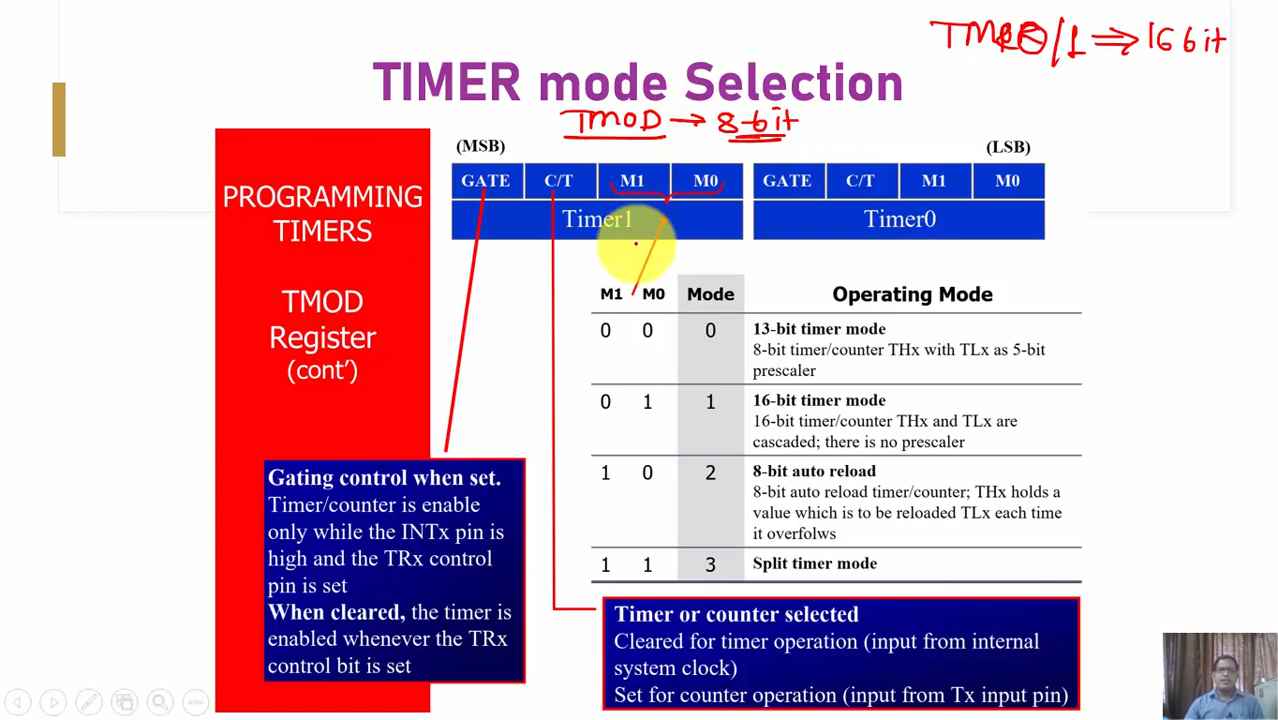 TMR0/1 ⇒ 16 bit
TIMER mode Selection
TMOD → 8-bit
(MSB) (LSB)
GATE C/T M1 M0 GATE C/T M1 M0
Timer1 Timer0
PROGRAMMING
TIMERS
TMOD
Register
(cont')
M1 M0 Mode Operating Mode
0 0 0 13-bit timer mode
8-bit timer/counter THx with TLx as 5-bit
prescaler
0 1 1 16-bit timer mode
16-bit timer/counter THx and TLx are
cascaded; there is no prescaler
1 0 2 8-bit auto reload
8-bit auto reload timer/counter; THx holds a
value which is to be reloaded TLx each time
it overfolws
1 1 3 Split timer mode
Gating control when set.
Timer/counter is enable
only while the INTx pin is
high and the TRx control
pin is set
When cleared, the timer is
enabled whenever the TRx
control bit is set
Timer or counter selected
Cleared for timer operation (input from internal
system clock)
Set for counter operation (input from Tx input pin)